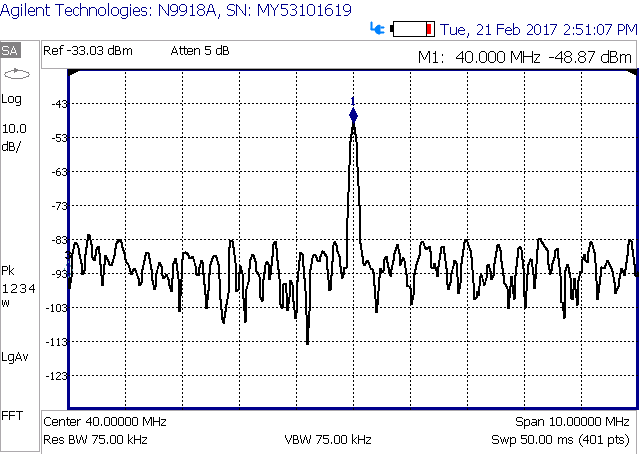 Agilent Technologies: N9918A, SN: MY53101619
Tue, 21 Feb 2017 2:51:07 PM
SA
Ref -33.03 dBm Atten 5 dB
M1: 40.000 MHz -48.87 dBm
Log
10.0
dB/
Pk
1234
w
LgAv
FFT
1
-43
-53
-63
-73
-83
-93
-103
-113
-123
Center 40.00000 MHz Span 10.00000 MHz
Res BW 75.00 kHz VBW 75.00 kHz Swp 50.00 ms (401 pts)